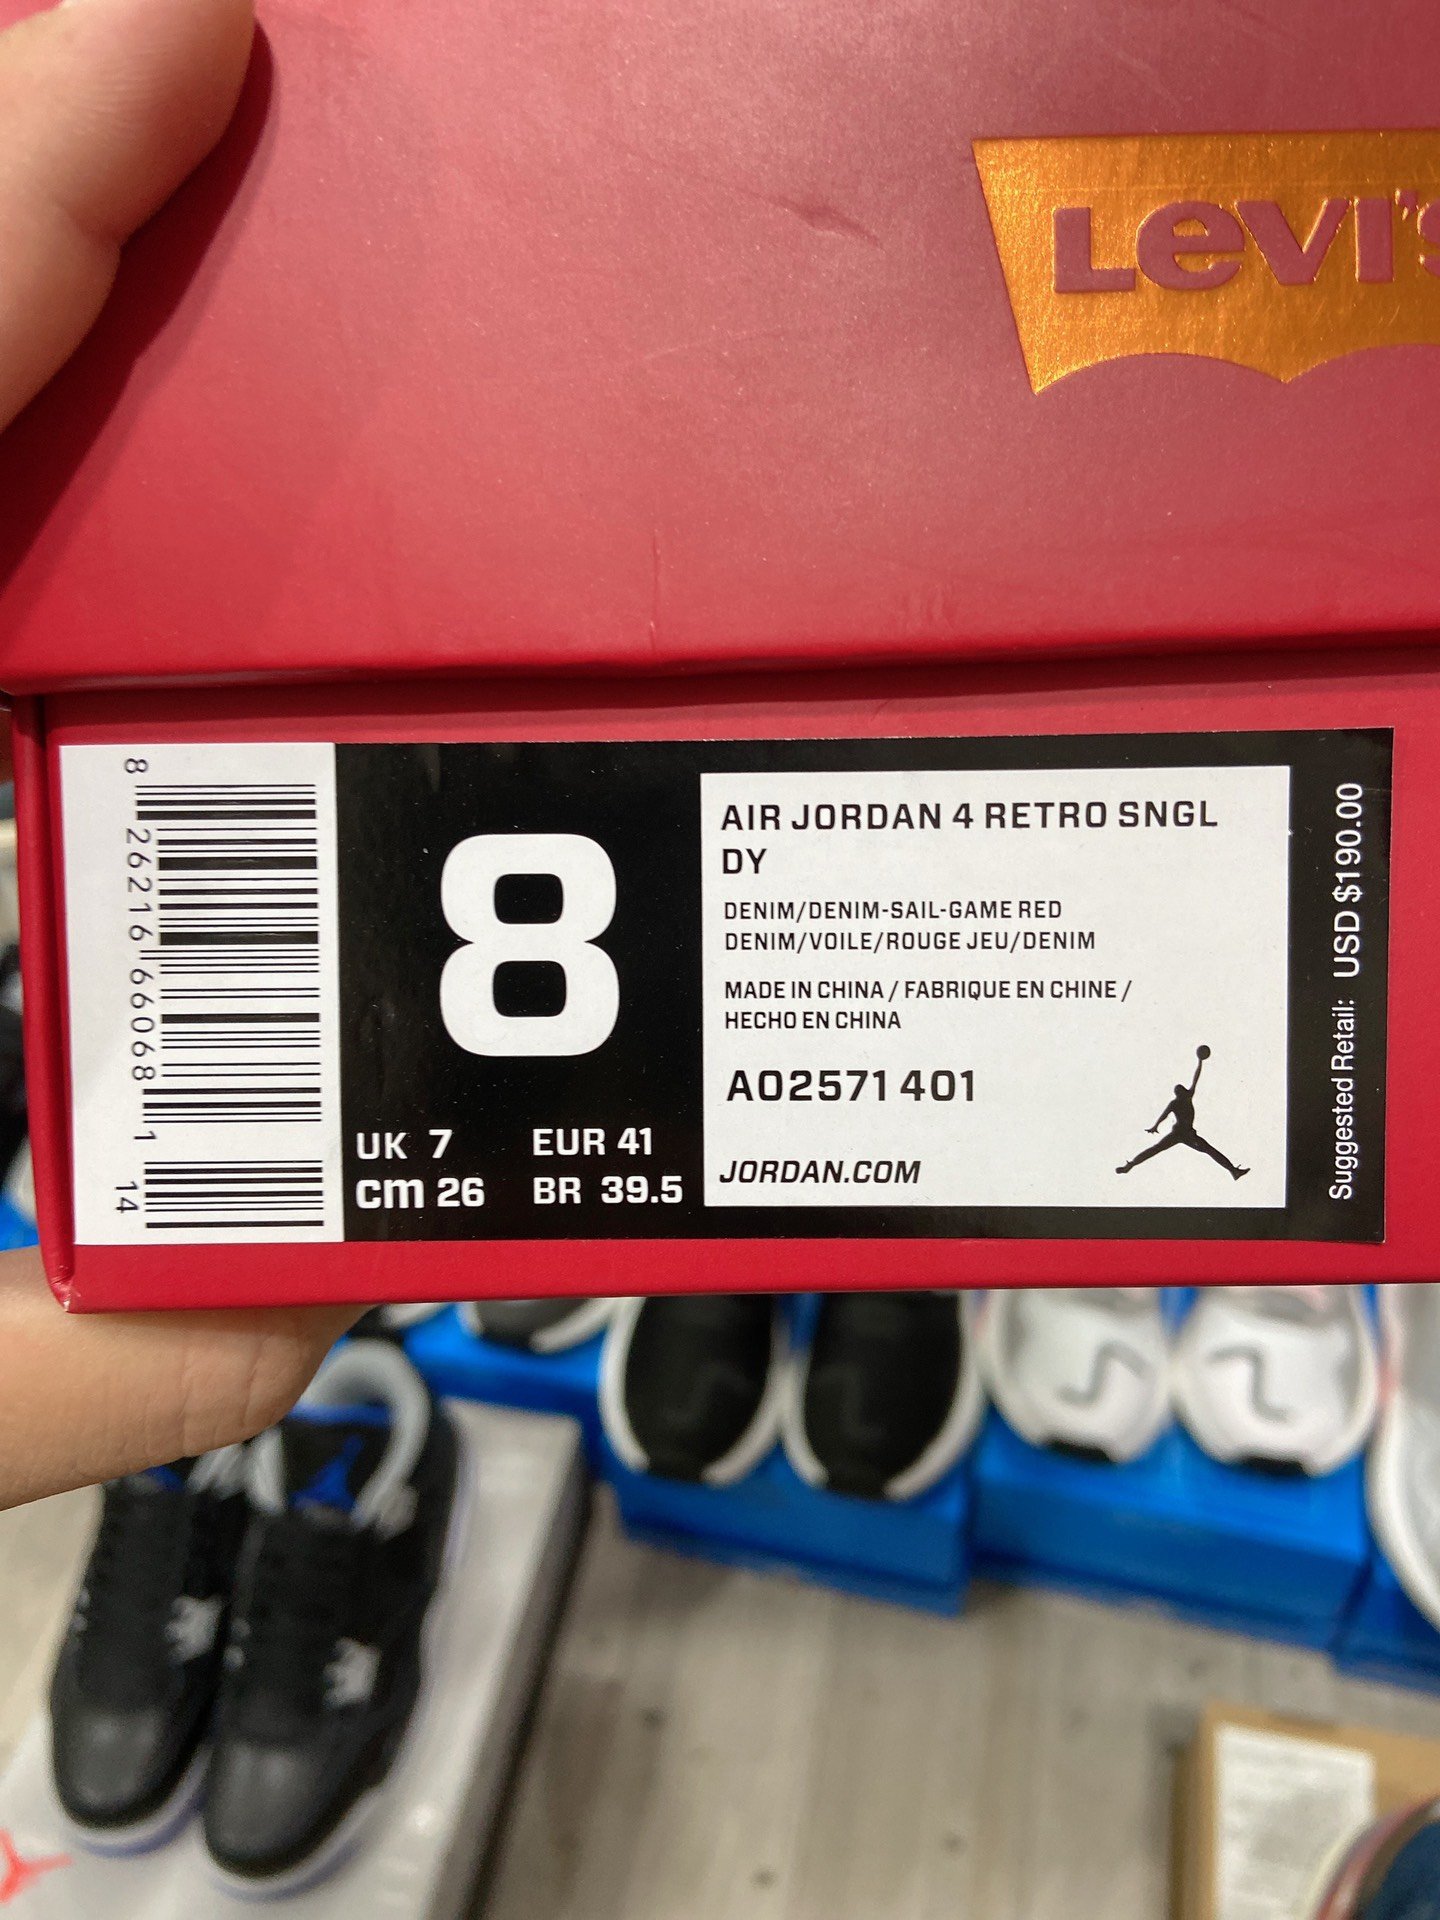 Levi's
8 26216 66068 1 14
8
UK 7 EUR 41
cm 26 BR 39.5
AIR JORDAN 4 RETRO SNGL
DY
DENIM/DENIM-SAIL-GAME RED
DENIM/VOILE/ROUGE JEU/DENIM
MADE IN CHINA / FABRIQUE EN CHINE /
HECHO EN CHINA
AO2571 401
JORDAN.COM
Suggested Retail: USD $190.00